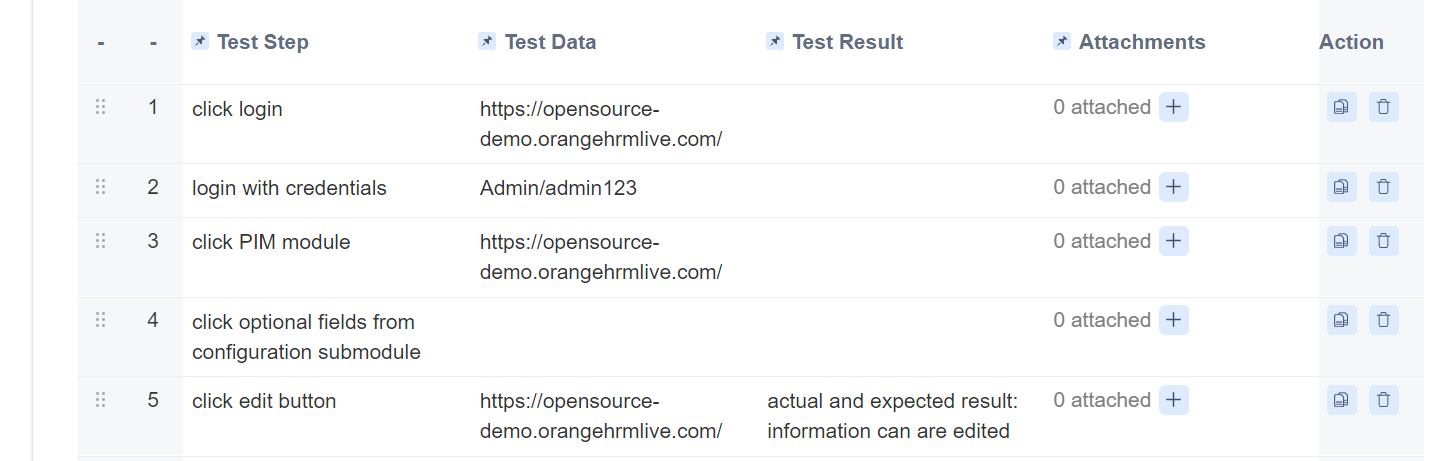 - - Test Step Test Data Test Result Attachments Action
1 click login https://opensource- 0 attached
demo.orangehrmlive.com/
2 login with credentials Admin/admin123 0 attached
3 click PIM module https://opensource- 0 attached
demo.orangehrmlive.com/
4 click optional fields from 0 attached
configuration submodule
5 click edit button https://opensource- actual and expected result: 0 attached
demo.orangehrmlive.com/ information can are edited